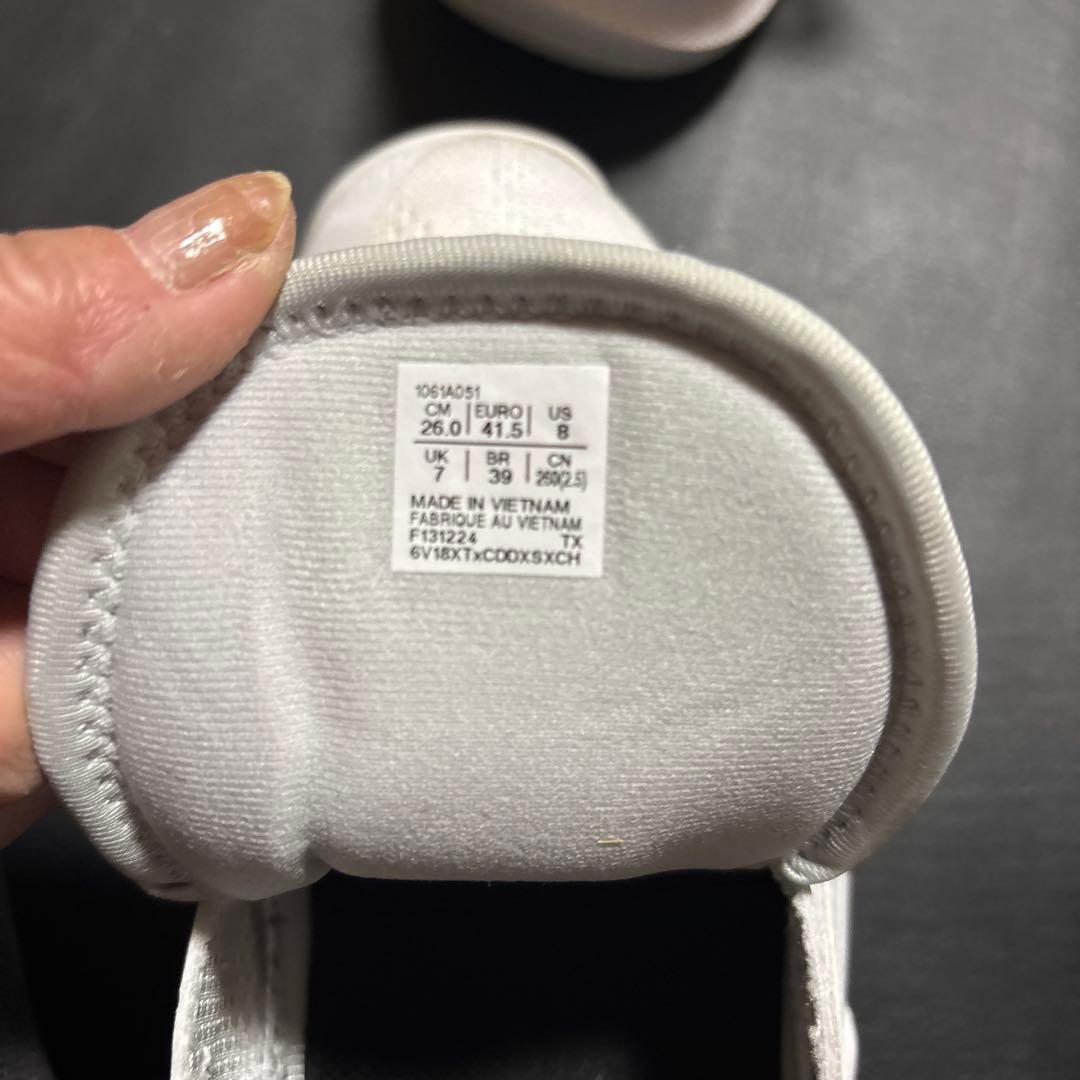 1061A051
CM EURO US
26.0 41.5 8
UK BR CN
7 39 260(2.5)
MADE IN VIETNAM
FABRIQUE AU VIETNAM
F131224 TX
6V18XTxCDDXSXCH